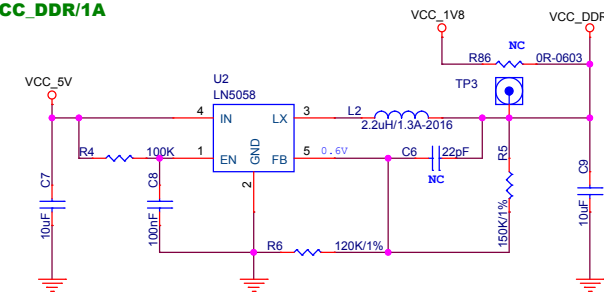 CC_DDR/1A
VCC_1V8
VCC_DDR
NC
R86
0R-0603
VCC_5V
U2
LN5058
TP3
4
IN
LX
3
L2
2.2uH/1.3A-2016
R4
100K
1
EN
GND
FB
5
0.6V
C6
22pF
NC
R5
150K/1%
C7
10uF
C8
100nF
2
C9
10uF
R6
120K/1%